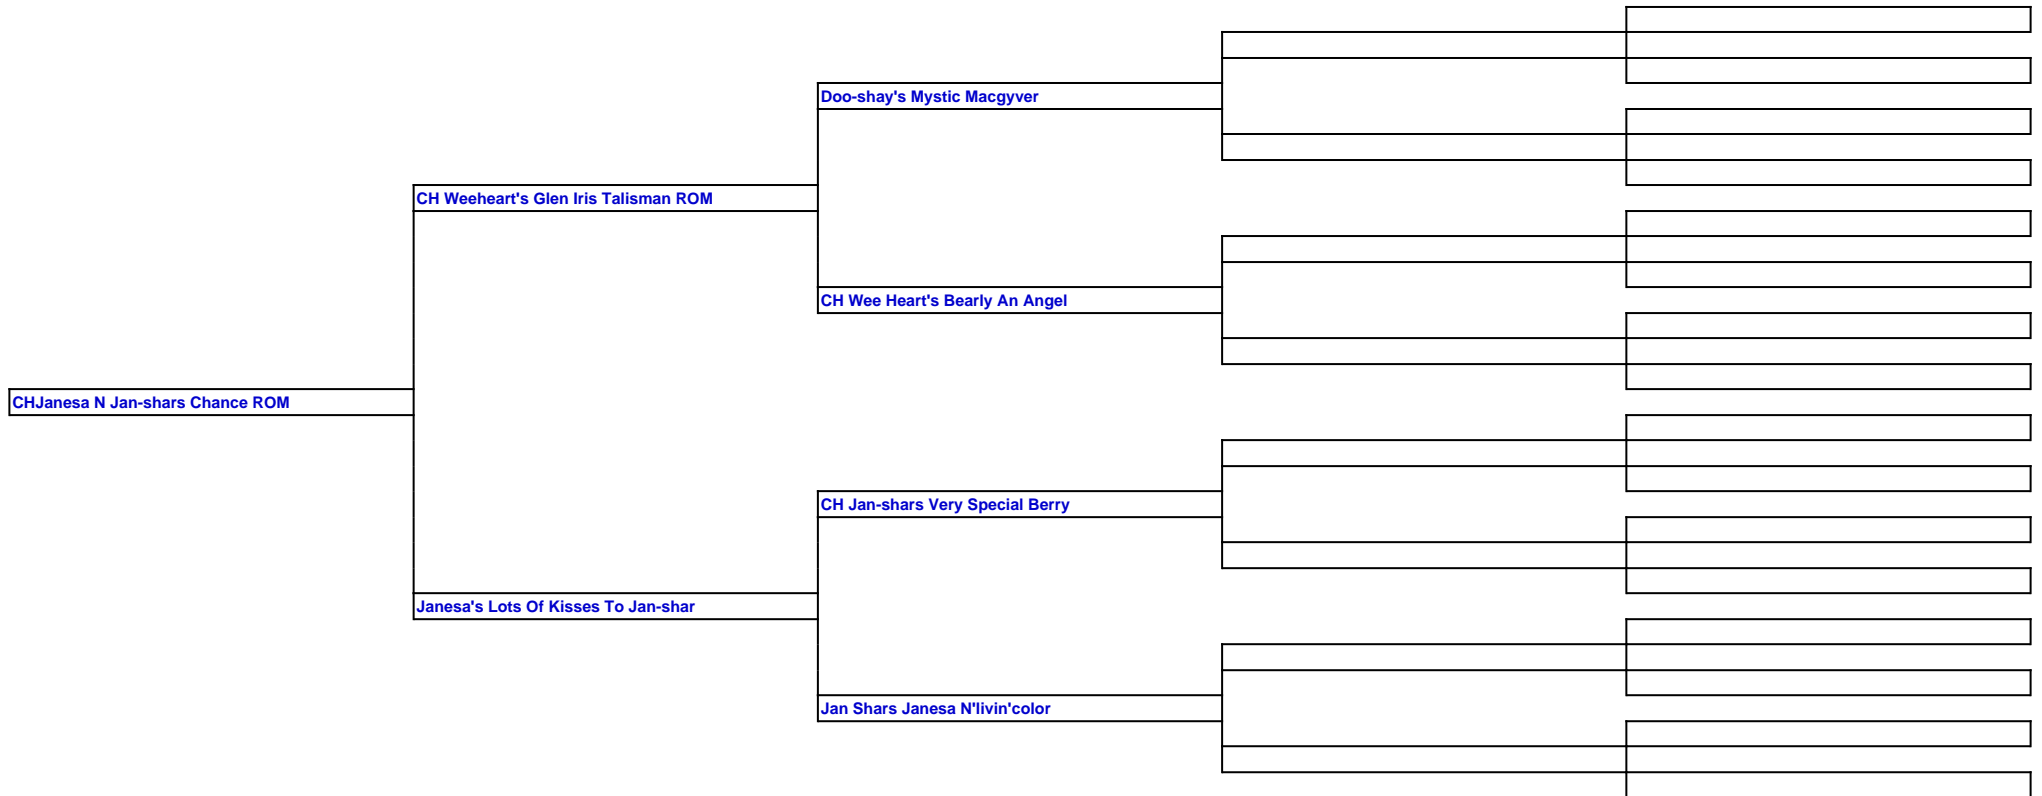 Doo-shay's Mystic Macgyver
CH Weeheart's Glen Iris Talisman ROM
CH Wee Heart's Bearly An Angel
CHJanesa N Jan-shars Chance ROM
CH Jan-shars Very Special Berry
Janesa's Lots Of Kisses To Jan-shar
Jan Shars Janesa N'livin'color